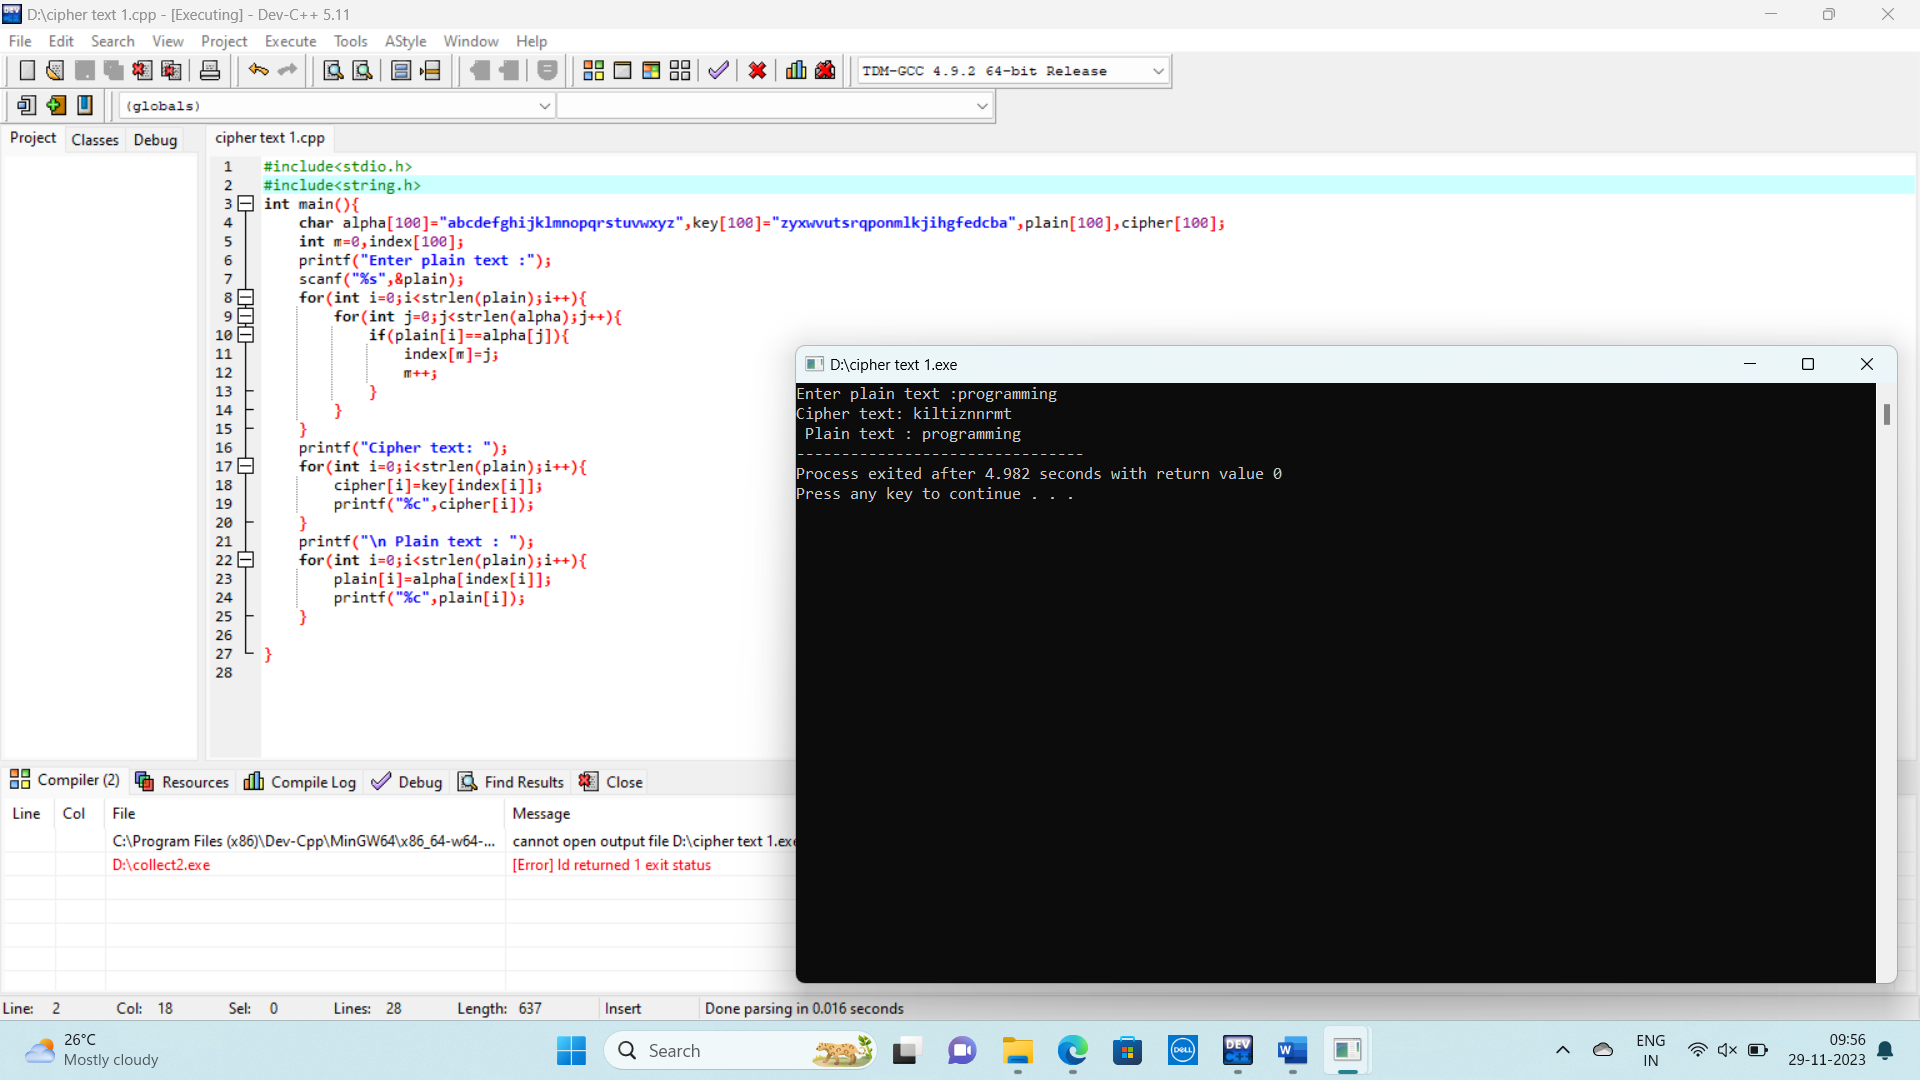 D:\cipher text 1.cpp - [Executing] - Dev-C++ 5.11
File Edit Search View Project Execute Tools AStyle Window Help
TDM-GCC 4.9.2 64-bit Release
(globals)
Project Classes Debug
cipher text 1.cpp
1 #include<stdio.h>
2 #include<string.h>
3 int main(){
4 char alpha[100]="abcdefghijklmnopqrstuvwxyz",key[100]="zyxwvutsrqponmlkjihgfedcba",plain[100],cipher[100];
5 int m=0,index[100];
6 printf("Enter plain text :");
7 scanf("%s",&plain);
8 for(int i=0;i<strlen(plain);i++){
9 for(int j=0;j<strlen(alpha);j++){
10 if(plain[i]==alpha[j]){
11 index[m]=j;
12 m++;
13 }
14 }
15 }
16 printf("Cipher text: ");
17 for(int i=0;i<strlen(plain);i++){
18 cipher[i]=key[index[i]];
19 printf("%c",cipher[i]);
20 }
21 printf("\n Plain text : ");
22 for(int i=0;i<strlen(plain);i++){
23 plain[i]=alpha[index[i]];
24 printf("%c",plain[i]);
25 }
26
27 }
28
D:\cipher text 1.exe
Enter plain text :programming
Cipher text: kiltiznnrmt
Plain text : programming
--------------------------------
Process exited after 4.982 seconds with return value 0
Press any key to continue . . .
Compiler (2) Resources Compile Log Debug Find Results Close
Line Col File Message
C:\Program Files (x86)\Dev-Cpp\MinGW64\x86_64-w64-... cannot open output file D:\cipher text 1.exe
D:\collect2.exe [Error] ld returned 1 exit status
Line: 2 Col: 18 Sel: 0 Lines: 28 Length: 637 Insert Done parsing in 0.016 seconds
26°C
Mostly cloudy
Search
DELL
DEV
W
ENG
IN
09:56
29-11-2023